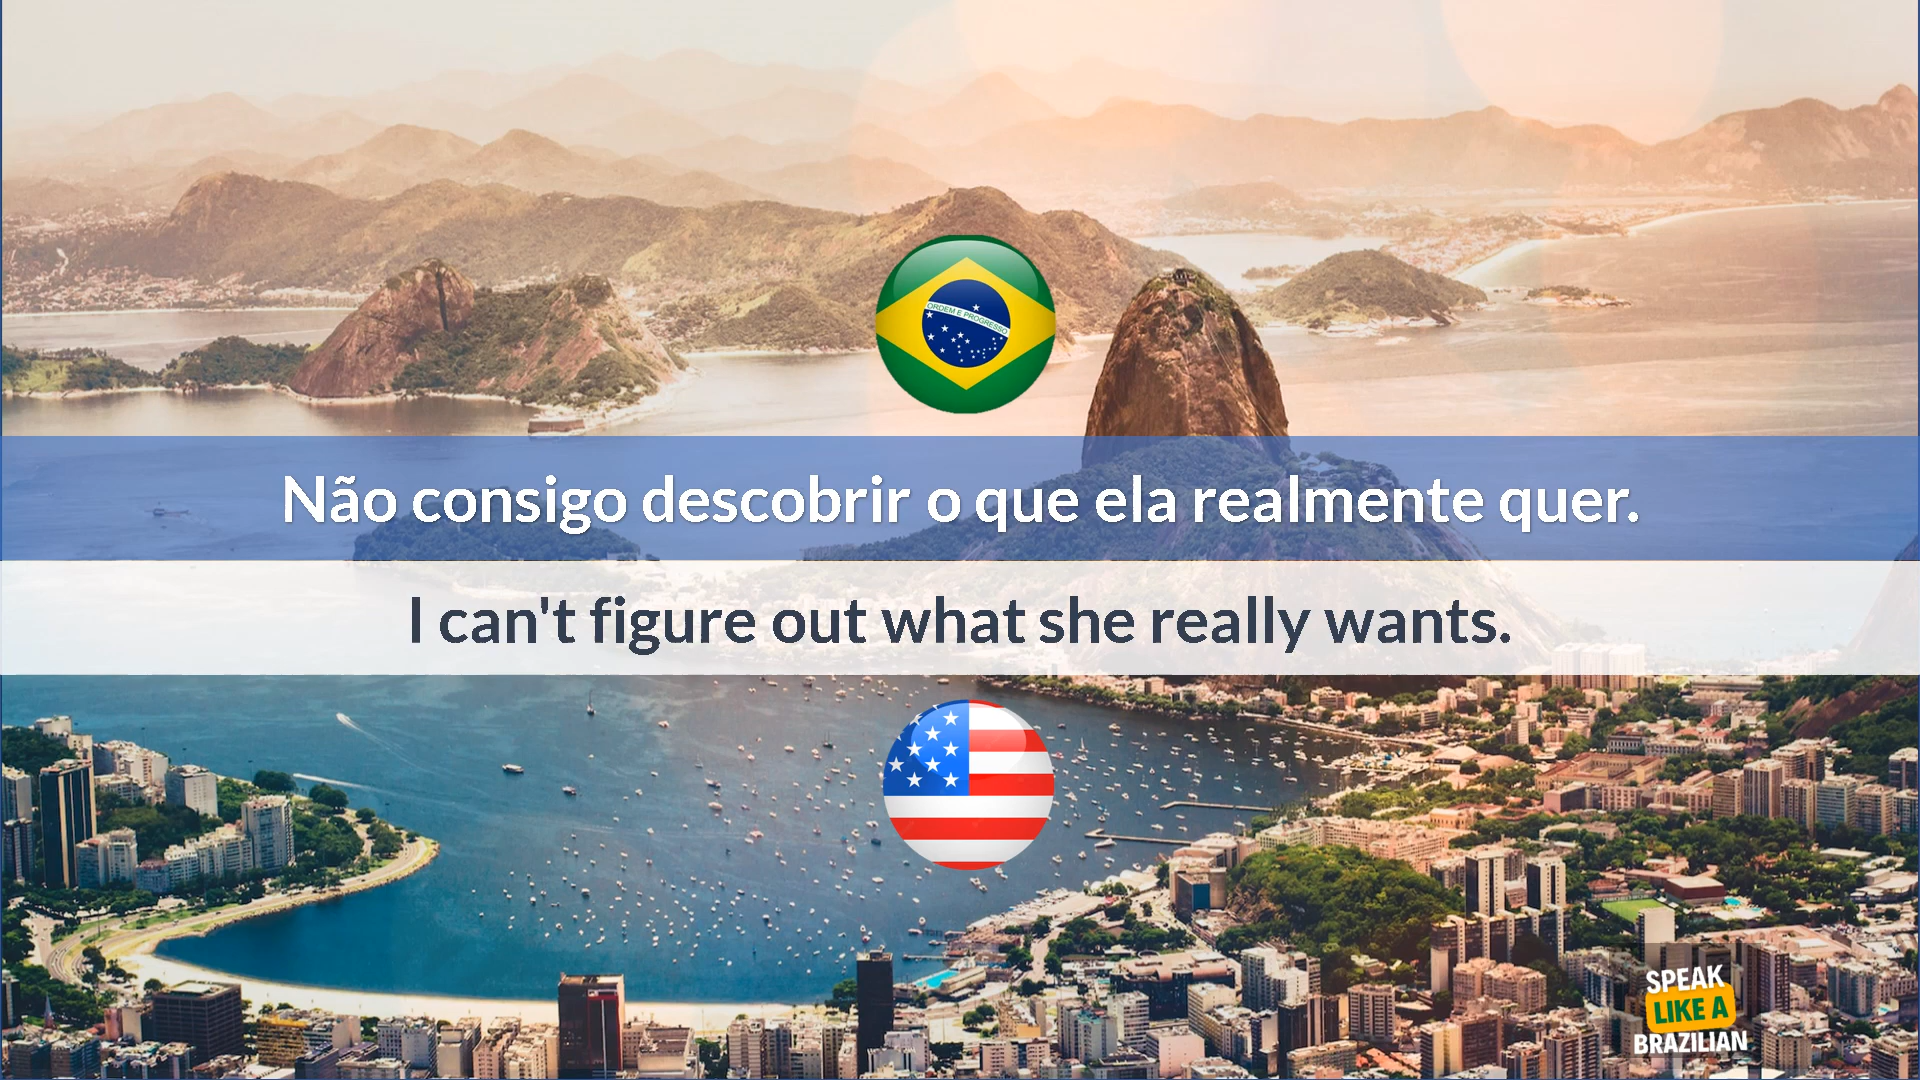 ORDEM E PROGRESSO
Não consigo descobrir o que ela realmente quer.
I can't figure out what she really wants.
SPEAK
LIKE A
BRAZILIAN